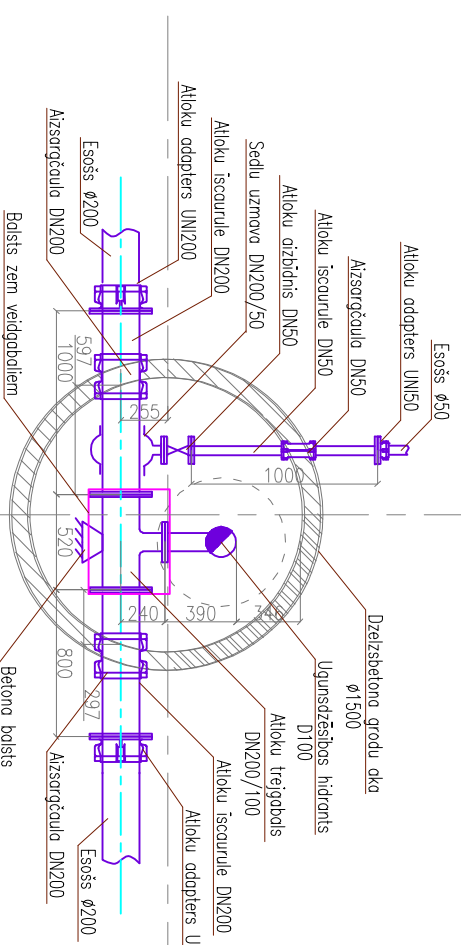 Esošs ø50
Atloku adapters UNI50
Aizsargčaula DN50
Atloku īscaurule DN50
Atloku aizbīdnis DN50
Sedlu uzmava DN200/50
Atloku īscaurule DN200
Atloku adapters UNI200
Esošs ø200
Aizsargčaula DN200
Balsts zem veidgabaliem
597
1000
255
1000
520
240
390
346
800
297
Dzelzsbetona grodu aka
ø1500
Ugunsdzēsības hidrants
D100
Atloku trejgabals
DN200/100
Atloku īscaurule DN200
Atloku adapters U
Esošs ø200
Aizsargčaula DN200
Betona balsts